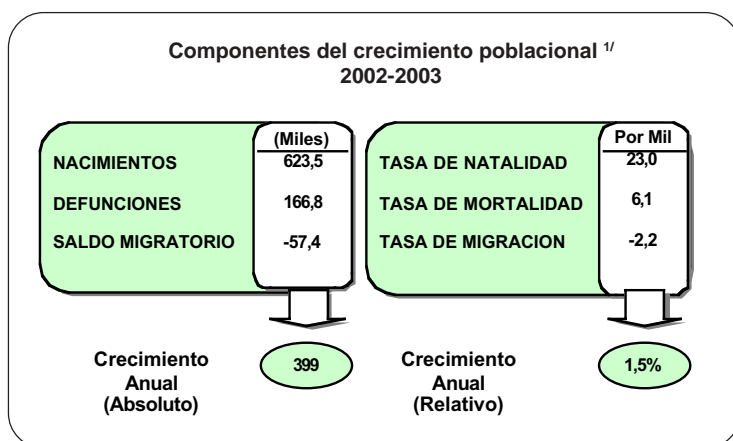 Componentes del crecimiento poblacional 1/
2002-2003
(Miles)
NACIMIENTOS 623,5
DEFUNCIONES 166,8
SALDO MIGRATORIO -57,4
Crecimiento
Anual
(Absoluto)
399
Por Mil
TASA DE NATALIDAD 23,0
TASA DE MORTALIDAD 6,1
TASA DE MIGRACION -2,2
Crecimiento
Anual
(Relativo)
1,5%